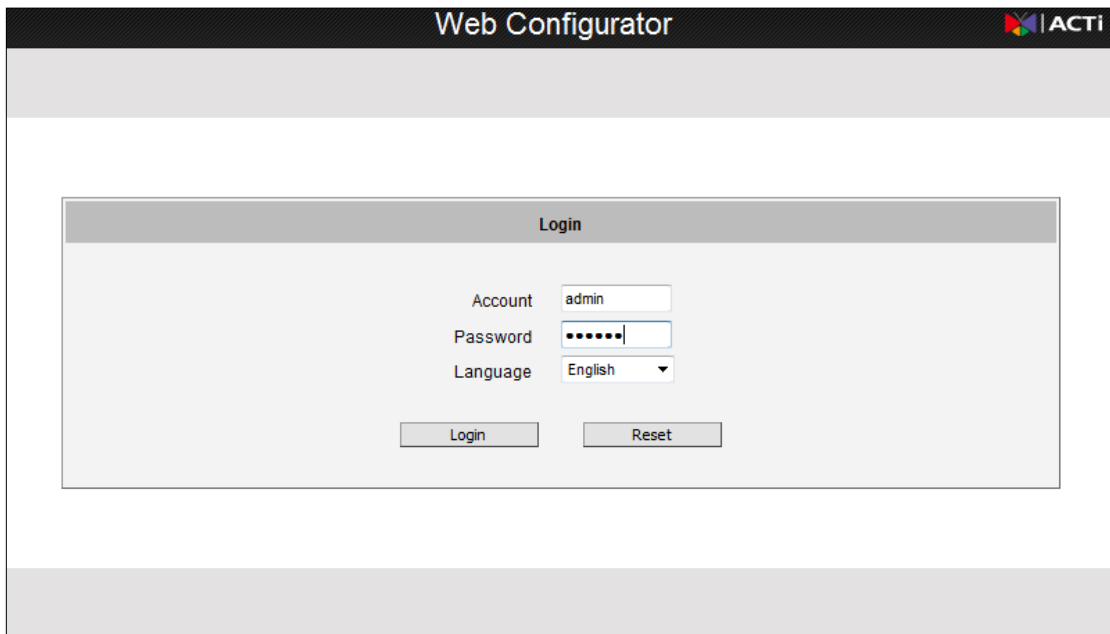 Web Configurator
ACTi
Login
Account admin
Password ••••••
Language English
Login Reset